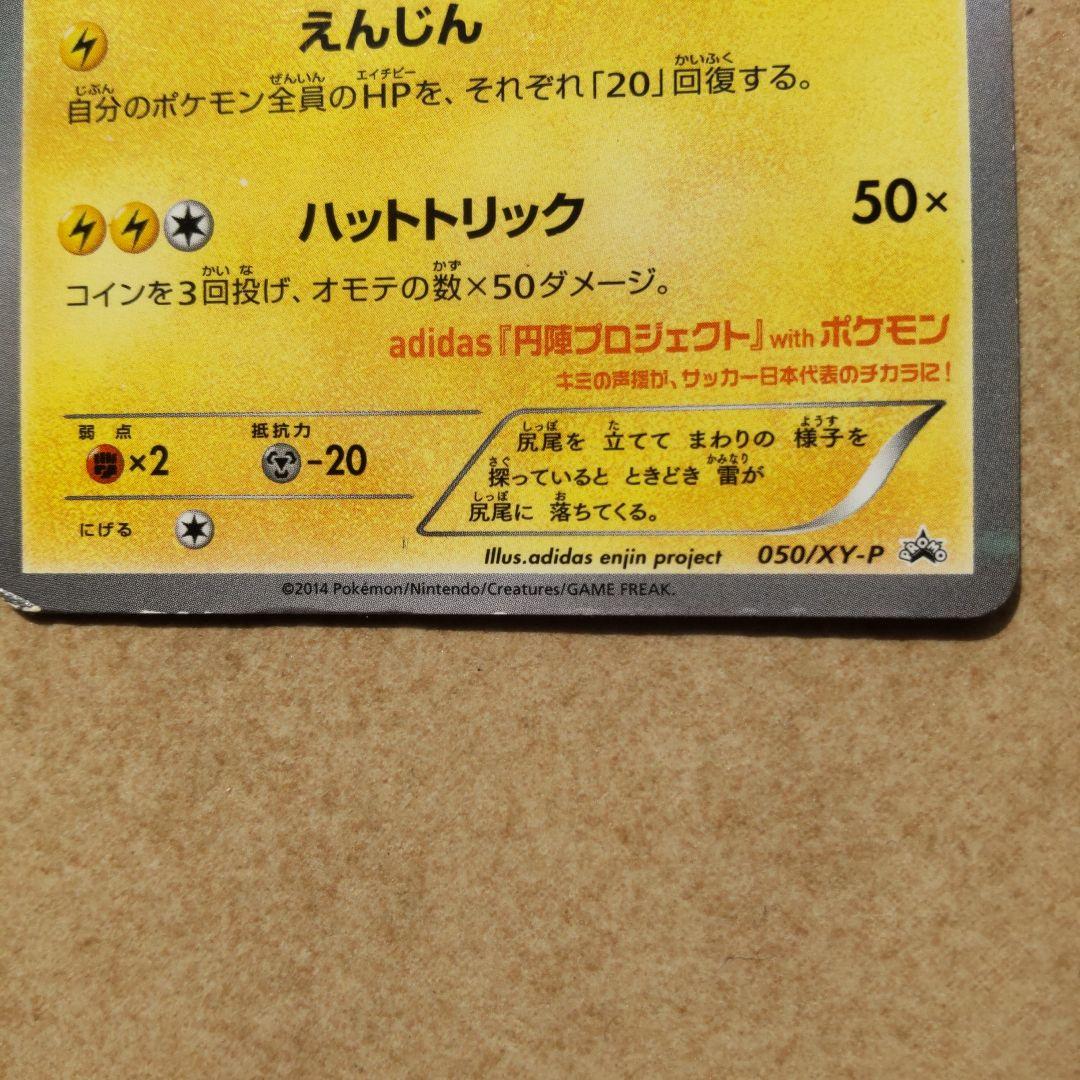 えんじん
自分のポケモン全員のHPを、それぞれ「20」回復する。
ハットトリック 50×
コインを3回投げ、オモテの数×50ダメージ。
adidas『円陣プロジェクト』with ポケモン
キミの声援が、サッカー日本代表のチカラに!
弱点 抵抗力
×2 -20
にげる
尻尾を 立てて まわりの 様子を
探っていると ときどき 雷が
尻尾に 落ちてくる。
Illus.adidas enjin project 050/XY-P
©2014 Pokémon/Nintendo/Creatures/GAME FREAK.